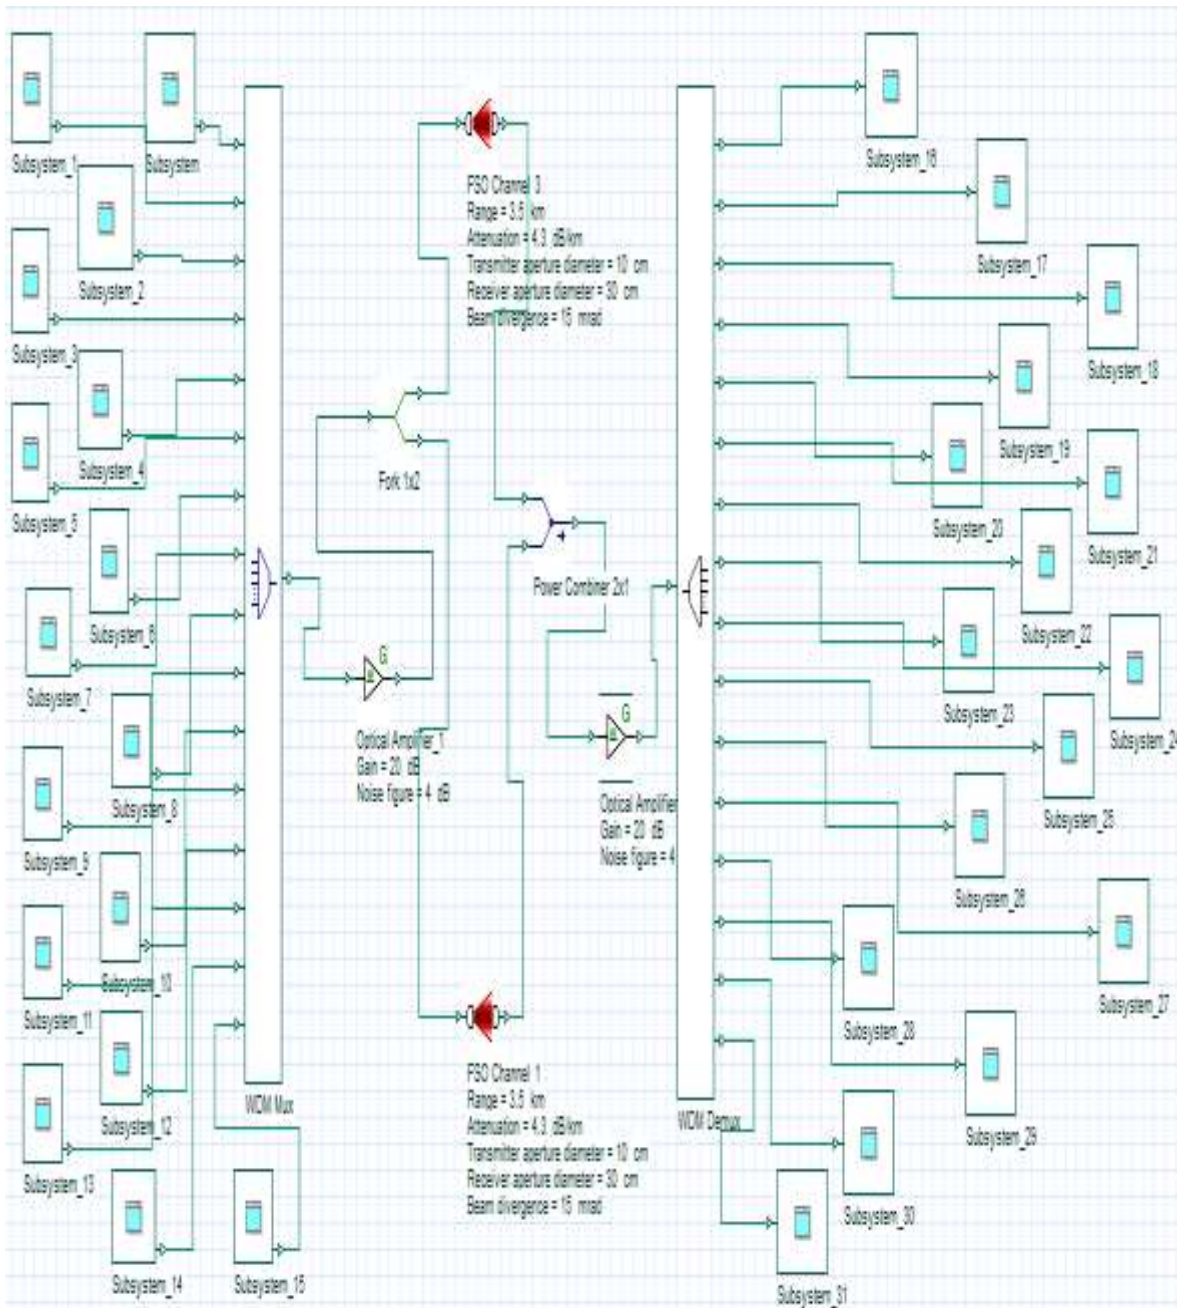 Subsystem_1
Subsystem
Subsystem_2
Subsystem_3
Subsystem_4
Subsystem_5
Subsystem_6
Subsystem_7
Subsystem_8
Subsystem_9
Subsystem_10
Subsystem_11
Subsystem_12
Subsystem_13
Subsystem_14
Subsystem_15
WDM Mux
G
Optical Amplifier_1
Gain = 20 dB
Noise figure = 4 dB
Fork 1x2
FSO Channel 3
Range = 3.5 km
Attenuation = 4.3 dB/km
Transmitter aperture diameter = 10 cm
Receiver aperture diameter = 30 cm
Beam divergence = 15 mrad
Power Combiner 2x1
G
Optical Amplifier
Gain = 20 dB
Noise figure = 4
FSO Channel 1
Range = 3.5 km
Attenuation = 4.3 dB/km
Transmitter aperture diameter = 10 cm
Receiver aperture diameter = 30 cm
Beam divergence = 15 mrad
WDM Demux
Subsystem_16
Subsystem_17
Subsystem_18
Subsystem_19
Subsystem_20
Subsystem_21
Subsystem_22
Subsystem_23
Subsystem_24
Subsystem_25
Subsystem_26
Subsystem_27
Subsystem_28
Subsystem_29
Subsystem_30
Subsystem_31